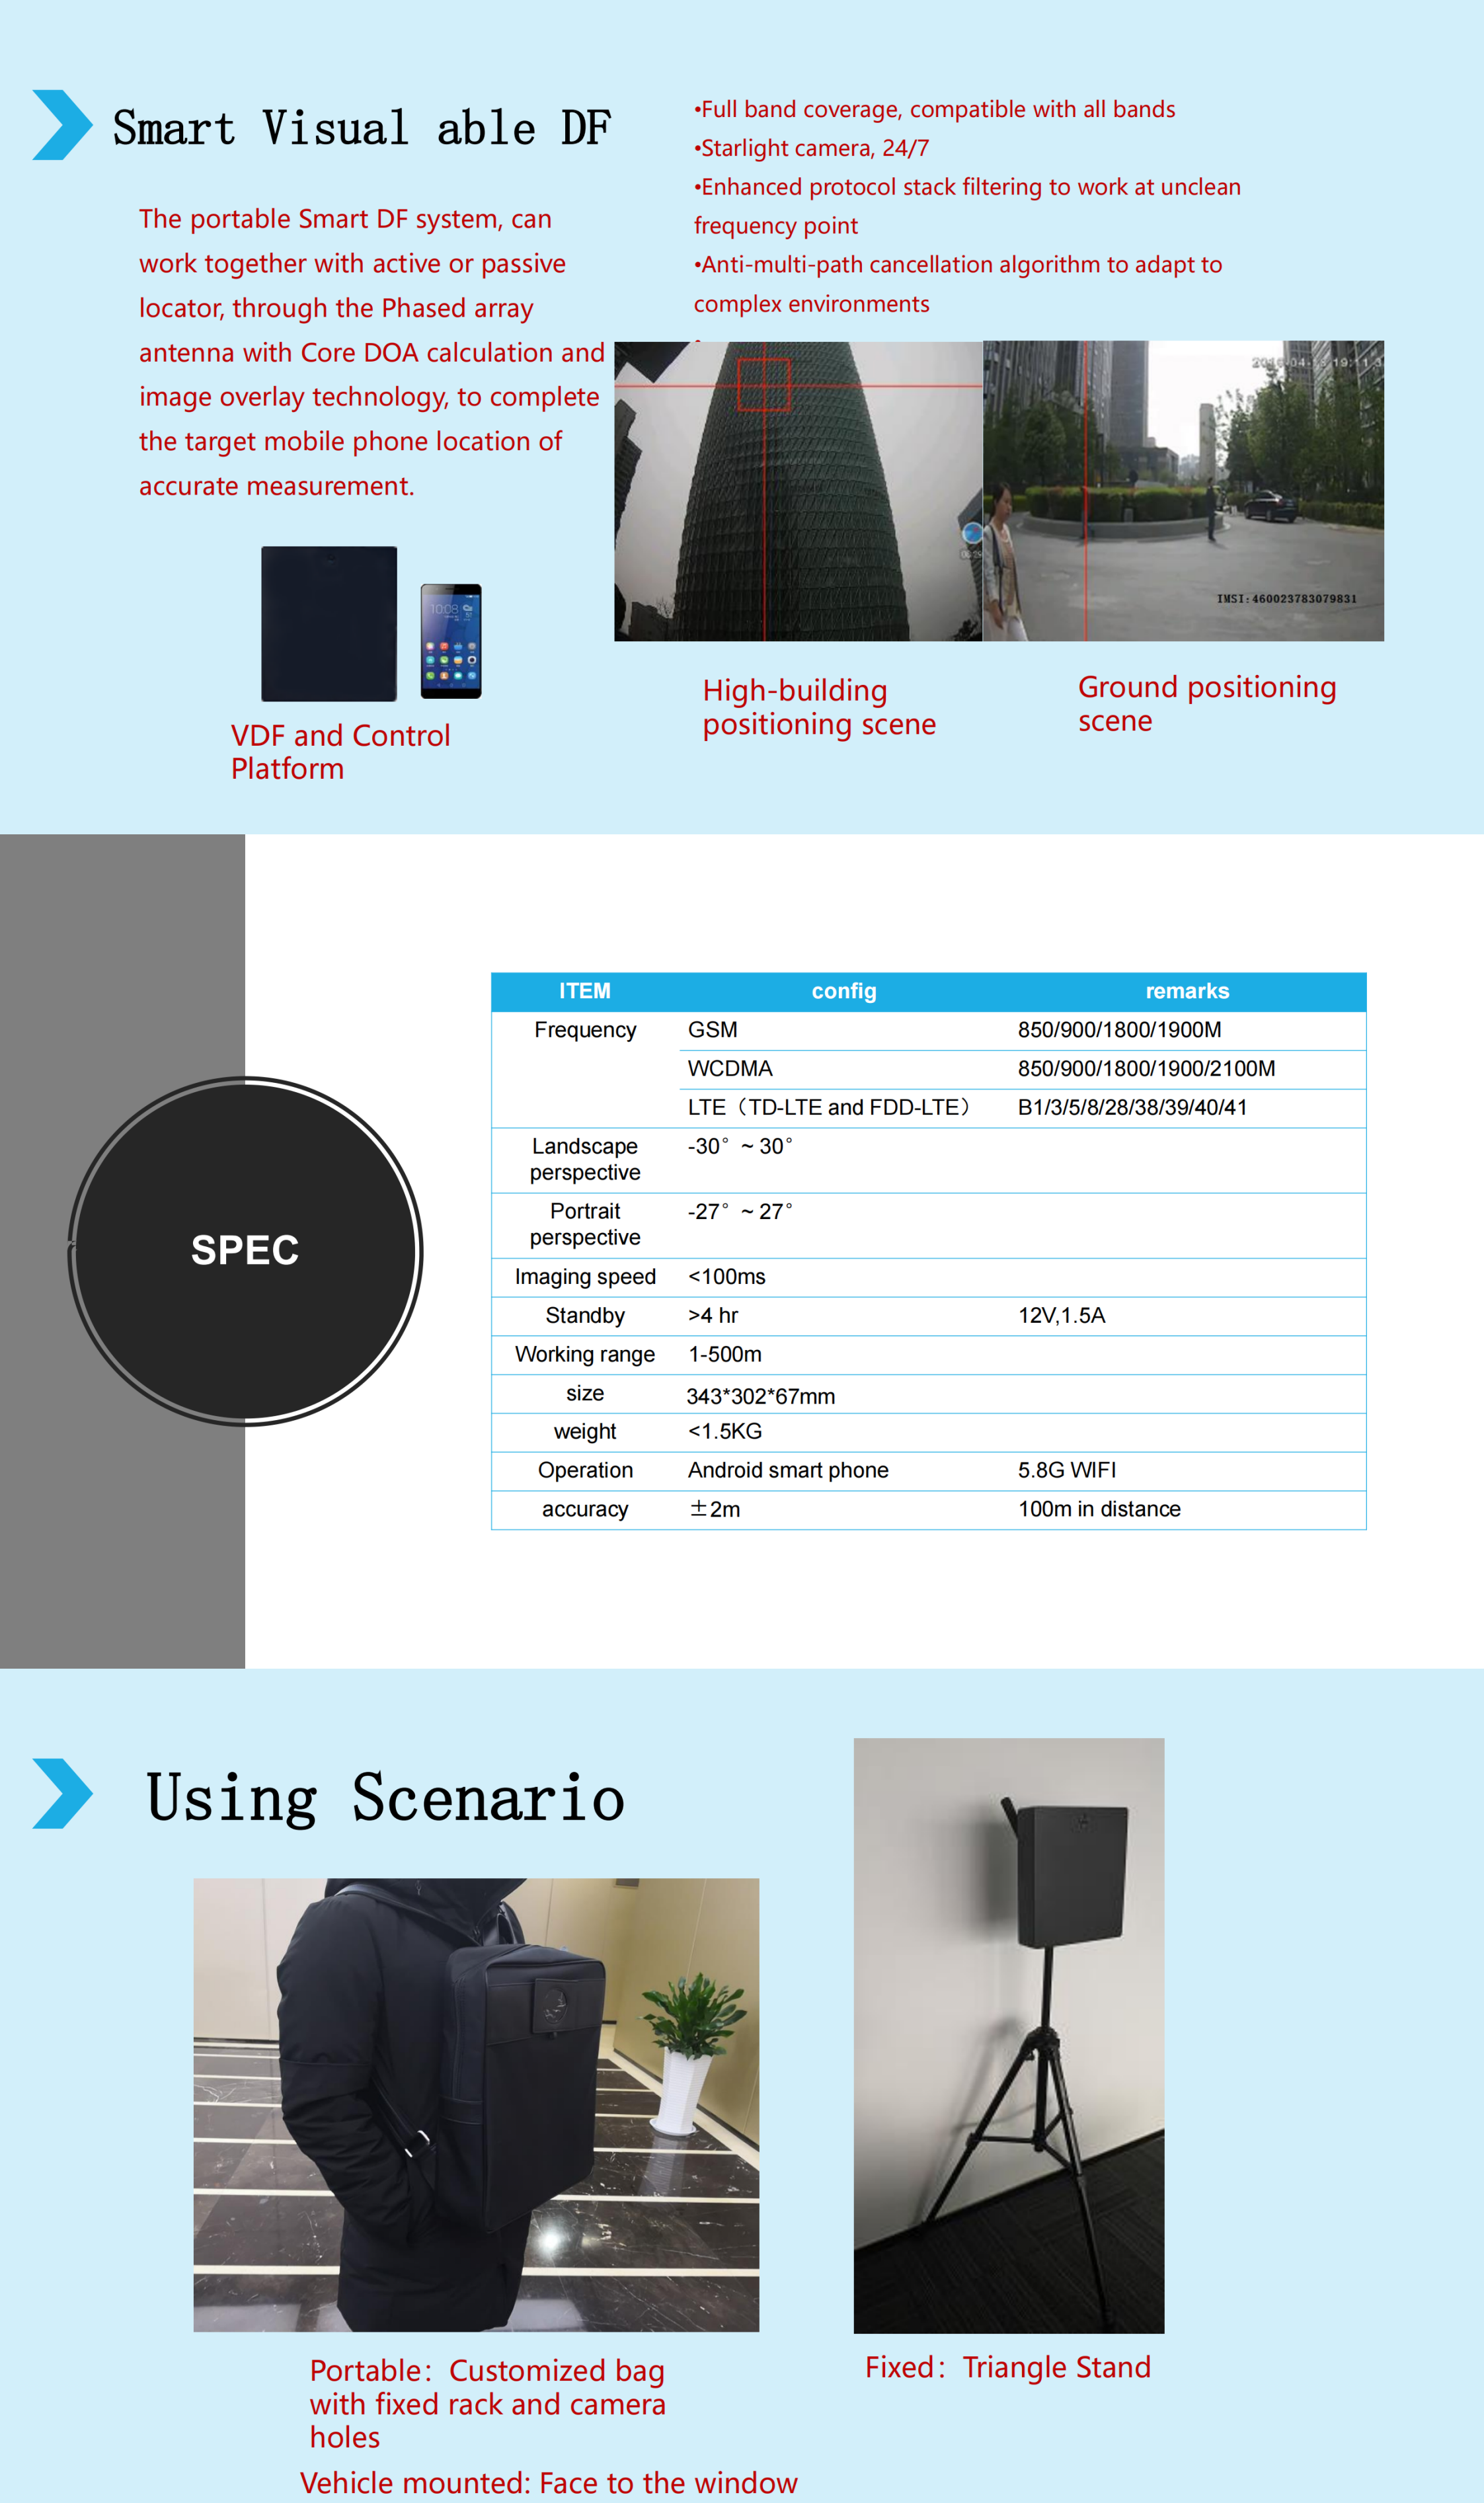 Smart Visual able DF
The portable Smart DF system, can
work together with active or passive
locator, through the Phased array
antenna with Core DOA calculation and
image overlay technology, to complete
the target mobile phone location of
accurate measurement.
•Full band coverage, compatible with all bands
•Starlight camera, 24/7
•Enhanced protocol stack filtering to work at unclean
frequency point
•Anti-multi-path cancellation algorithm to adapt to
complex environments
IMSI:460023783079831
10:08
VDF and Control
Platform
High-building
positioning scene
Ground positioning
scene
SPEC
ITEM config remarks
Frequency GSM 850/900/1800/1900M
WCDMA 850/900/1800/1900/2100M
LTE（TD-LTE and FDD-LTE） B1/3/5/8/28/38/39/40/41
Landscape
perspective -30° ~ 30°
Portrait
perspective -27° ~ 27°
Imaging speed <100ms
Standby >4 hr 12V,1.5A
Working range 1-500m
size 343*302*67mm
weight <1.5KG
Operation Android smart phone 5.8G WIFI
accuracy ±2m 100m in distance
Using Scenario
Portable：Customized bag
with fixed rack and camera
holes
Fixed：Triangle Stand
Vehicle mounted: Face to the window